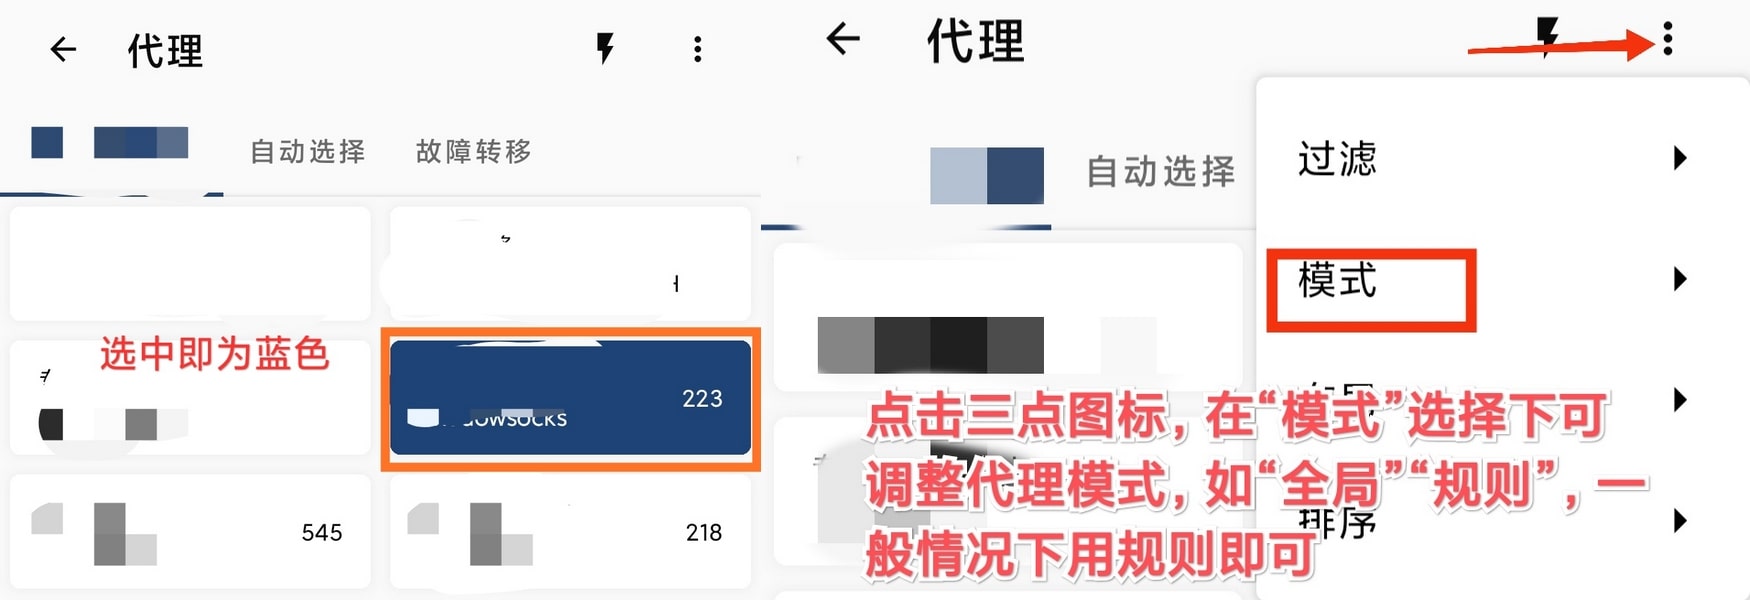 代理
自动选择 故障转移
选中即为蓝色
223
dowsocks
545
218
代理
自动选择
过滤
模式
排序
点击三点图标，在“模式”选择下可
调整代理模式，如“全局”“规则”，一
般情况下用规则即可